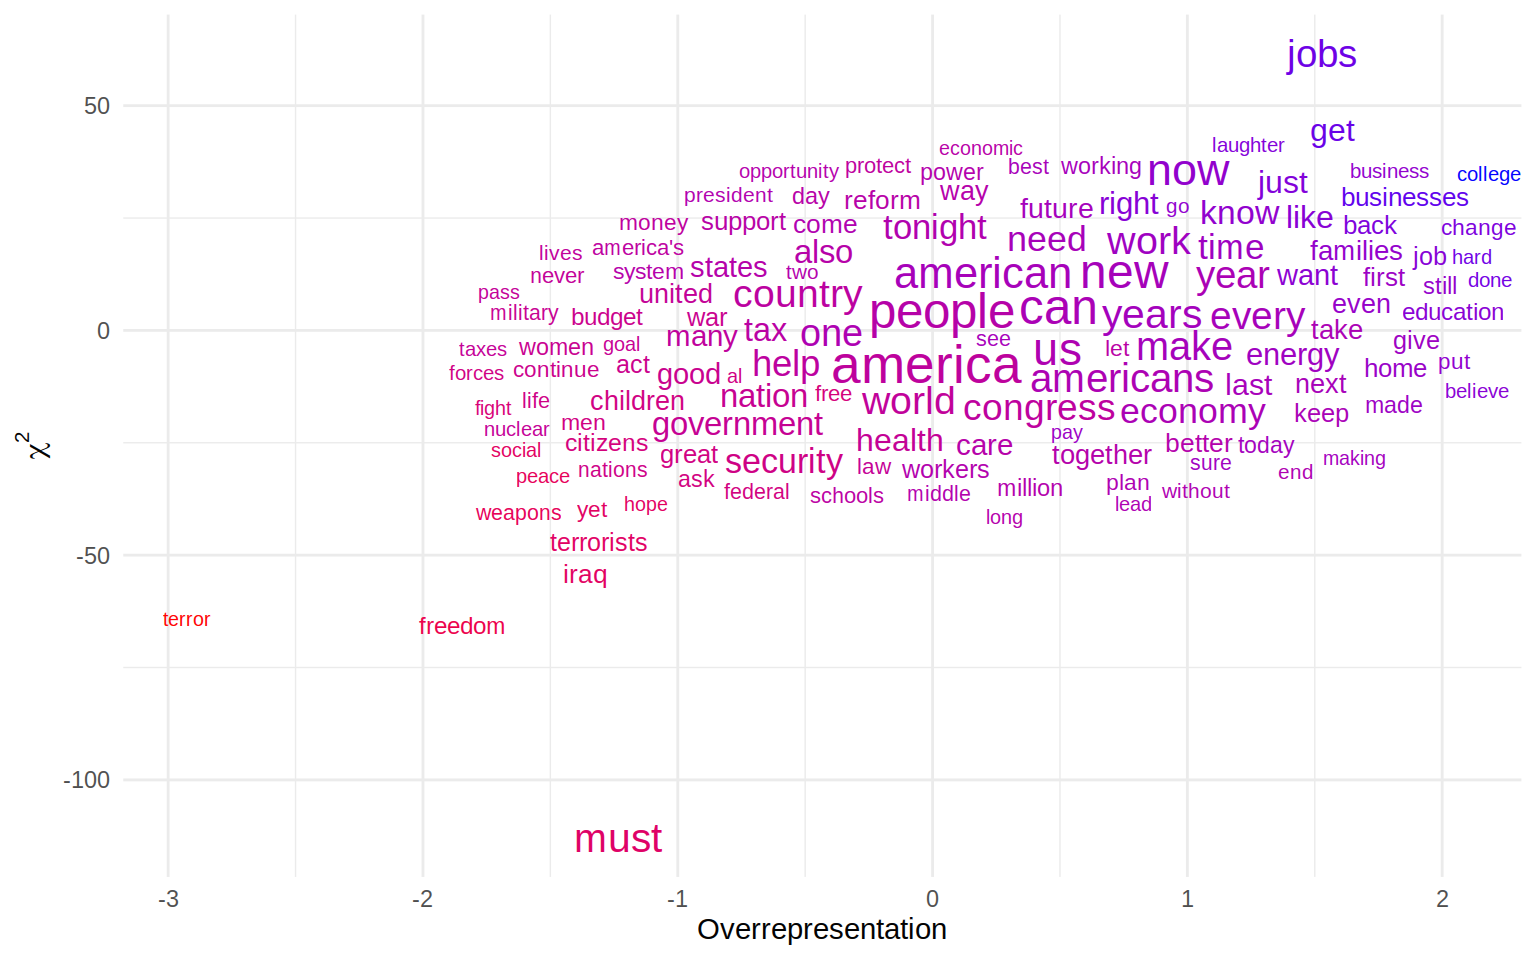 jobs
50
get
laughter
economic
opportunity protect power best working now business college
president day reform way future right go just businesses
money support come tonight know like back change
lives america's also need work time families job hard
never system states two american new year want first still done
pass united country people can years every even education
military budget war many tax one take
0
taxes women goal see us let make energy give
forces continue act good al help america americans last next home put
fight life children nation free world congress economy keep made believe
nuclear men government
social citizens great security health care pay together better today
peace nations ask law workers sure end making
weapons yet hope federal schools middle million plan lead without
long
terrorists
-50
iraq
terror freedom
-100
must
χ2
-3 -2 -1 0 1 2
Overrepresentation